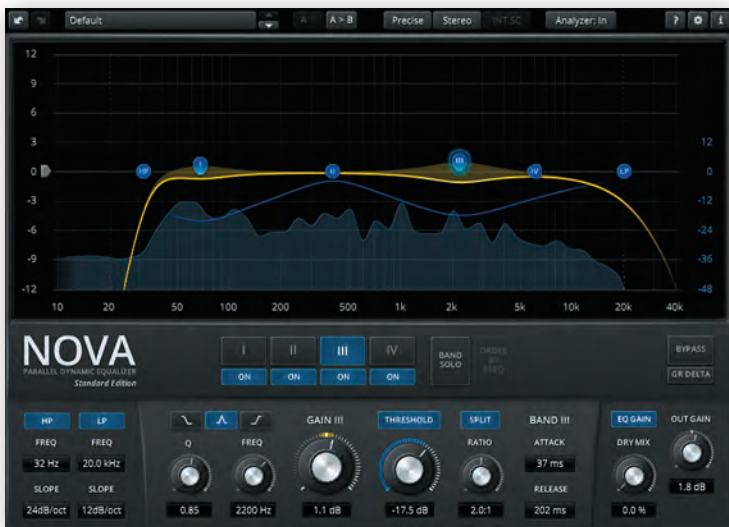 Default A B A > B Precise Stereo INT SC Analyzer: In ? i
12
9
6
3 12
HP I II III IV LP
0 0
-3 -12
-6 -24
-9 -36
-12 -48
10 20 50 100 200 500 1k 2k 5k 10k 20k 40k
NOVA
PARALLEL DYNAMIC EQUALIZER
Standard Edition
I II III IV
ON ON ON ON
BAND SOLO
ORDER BY FREQ
BYPASS
GR DELTA
HP LP
FREQ FREQ
32 Hz 20.0 kHz
SLOPE SLOPE
24dB/oct 12dB/oct
Q FREQ
0.85 2200 Hz
GAIN III
1.1 dB
THRESHOLD
-17.5 dB
SPLIT
RATIO
2.0:1
BAND III
ATTACK
37 ms
RELEASE
202 ms
EQ GAIN
DRY MIX
0.0 %
OUT GAIN
1.8 dB